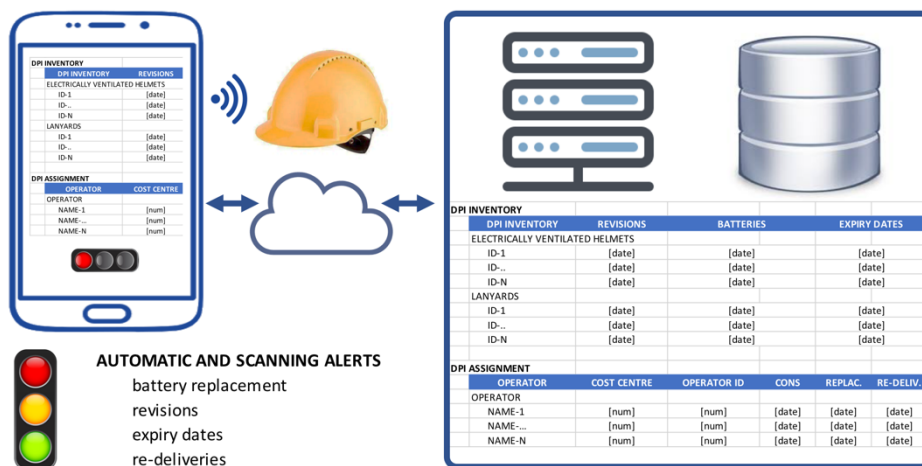 DPI INVENTORY
DPI INVENTORY REVISIONS
ELECTRICALLY VENTILATED HELMETS
ID-1 [date]
ID-.. [date]
ID-N [date]
LANYARDS
ID-1 [date]
ID-.. [date]
ID-N [date]
DPI ASSIGNMENT
OPERATOR COST CENTRE
OPERATOR
NAME-1 [num]
NAME-... [num]
NAME-N [num]
AUTOMATIC AND SCANNING ALERTS
battery replacement
revisions
expiry dates
re-deliveries
DPI INVENTORY
DPI INVENTORY REVISIONS BATTERIES EXPIRY DATES
ELECTRICALLY VENTILATED HELMETS
ID-1 [date] [date] [date]
ID-.. [date] [date] [date]
ID-N [date] [date] [date]
LANYARDS
ID-1 [date] [date] [date]
ID-.. [date] [date] [date]
ID-N [date] [date] [date]
DPI ASSIGNMENT
OPERATOR COST CENTRE OPERATOR ID CONS REPLAC. RE-DELIV.
OPERATOR
NAME-1 [num] [num] [date] [date] [date]
NAME-... [num] [num] [date] [date] [date]
NAME-N [num] [num] [date] [date] [date]